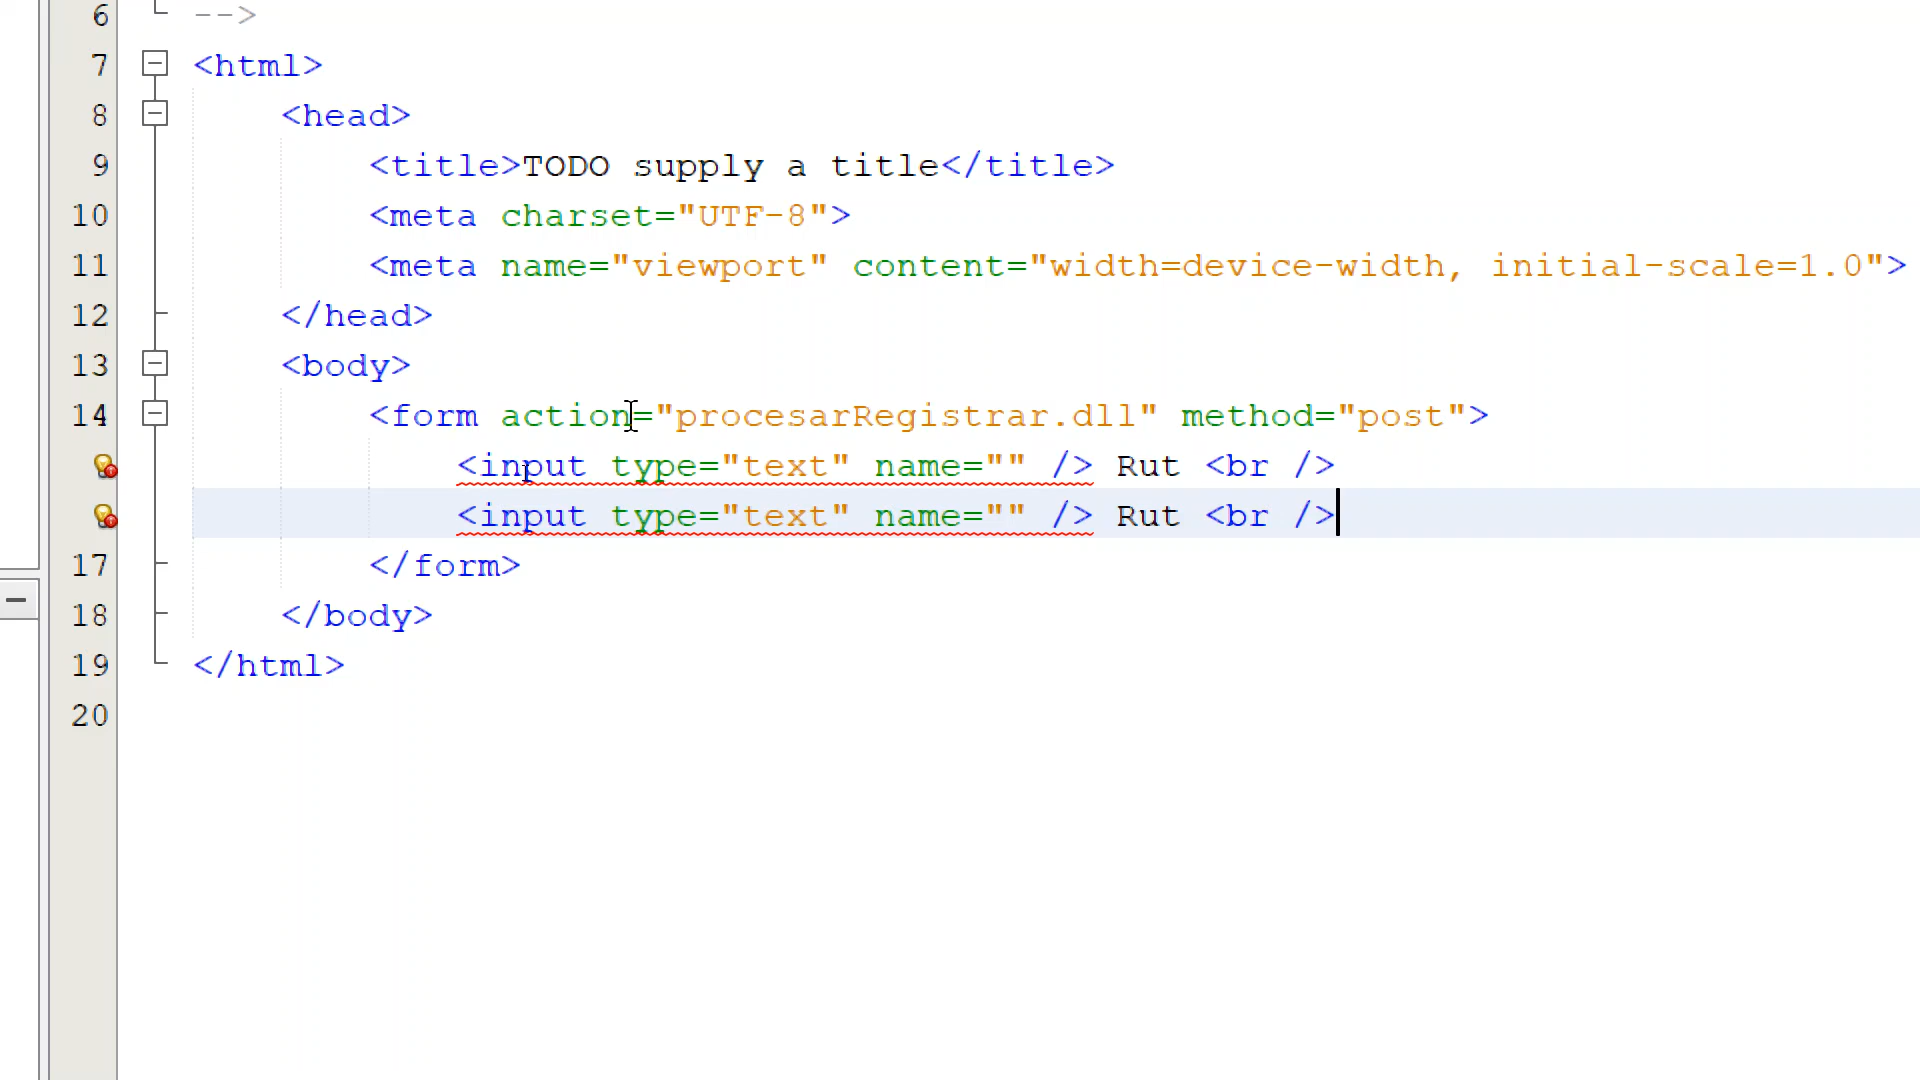 6 -->
7 <html>
8 <head>
9 <title>TODO supply a title</title>
10 <meta charset="UTF-8">
11 <meta name="viewport" content="width=device-width, initial-scale=1.0">
12 </head>
13 <body>
14 <form action="procesarRegistrar.dll" method="post">
<input type="text" name="" /> Rut <br />
<input type="text" name="" /> Rut <br />
17 </form>
18 </body>
19 </html>
20